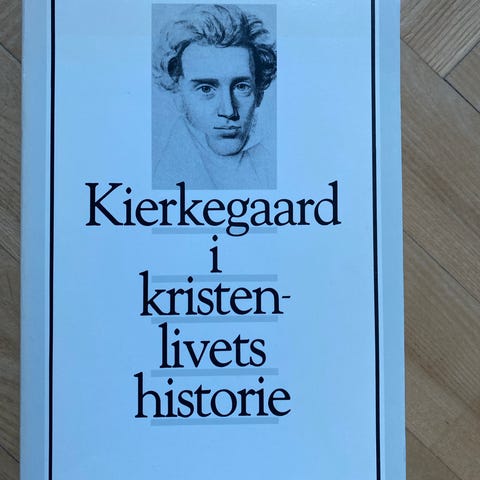 Kierkegaard
i
kristen-
livets
historie